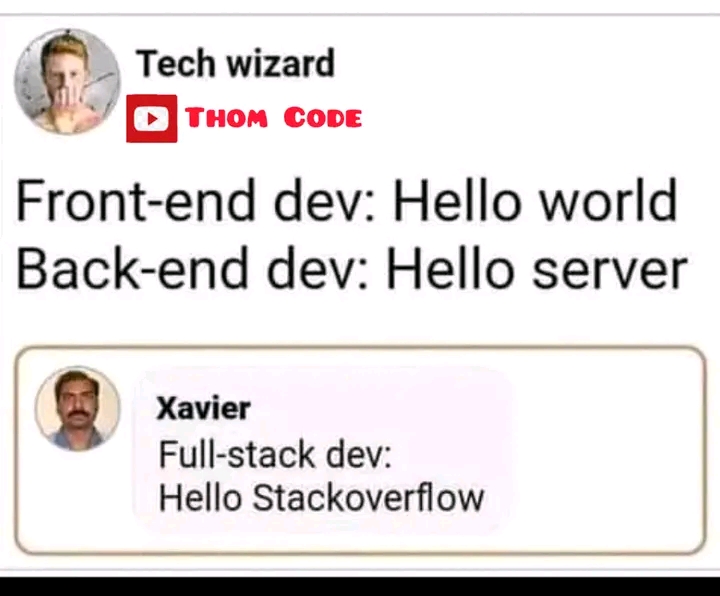 Tech wizard
THOM CODE
Front-end dev: Hello world
Back-end dev: Hello server
Xavier
Full-stack dev:
Hello Stackoverflow